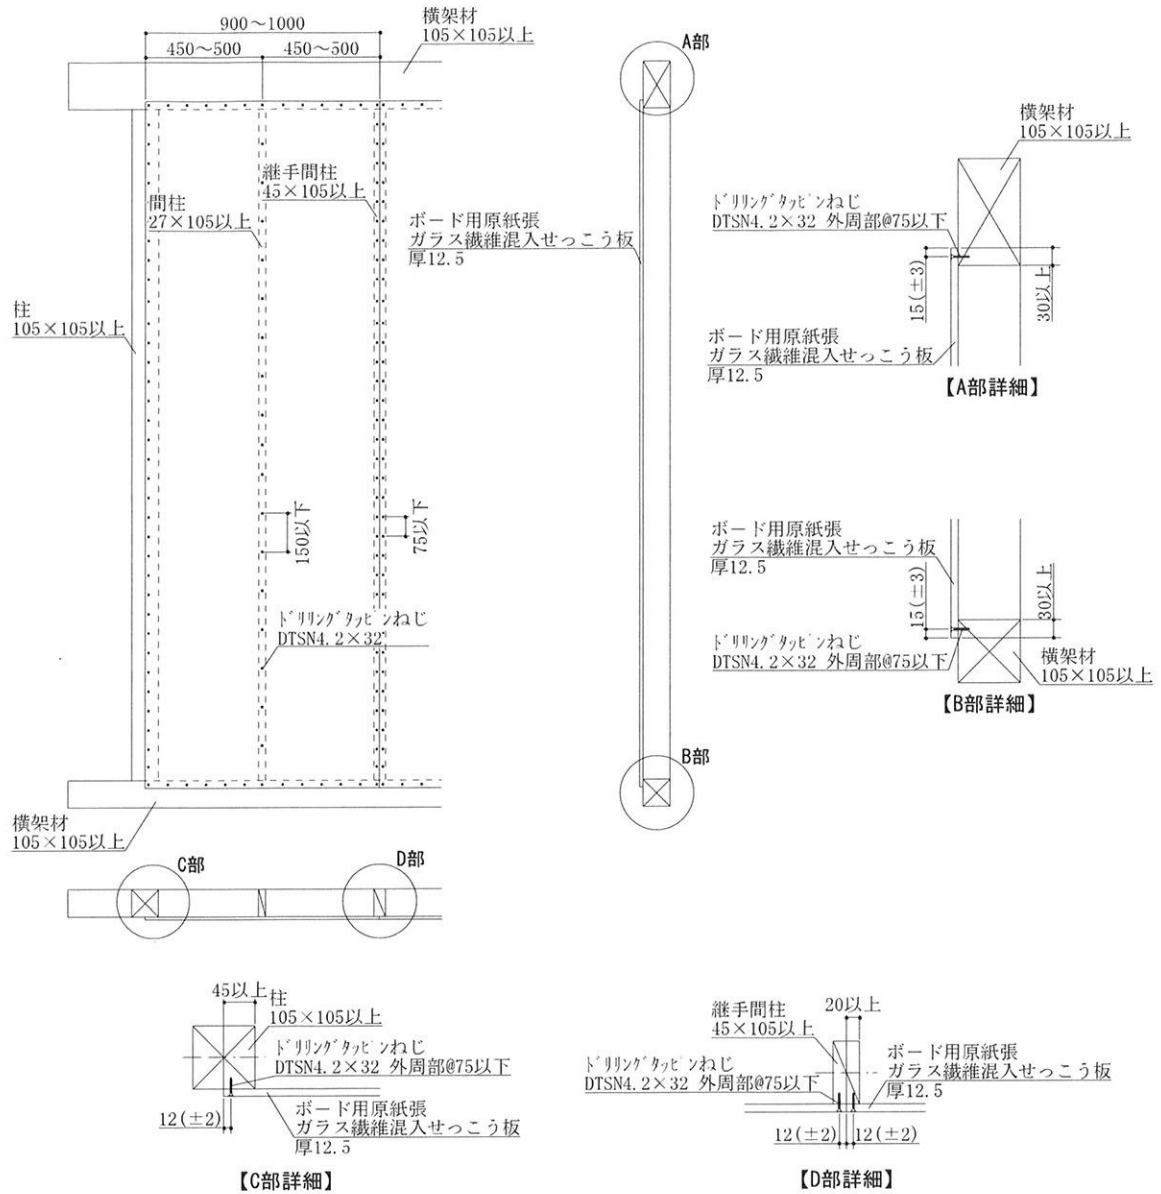 900～1000
450～500
450～500
横架材
105×105以上
間柱
27×105以上
継手間柱
45×105以上
ボード用原紙張
ガラス繊維混入せっこう板
厚12.5
柱
105×105以上
150以下
75以下
ドリリングタッピンねじ
DTSN4.2×32
横架材
105×105以上
A部
B部
横架材
105×105以上
ドリリングタッピンねじ
DTSN4.2×32 外周部@75以下
15(±3)
30以上
ボード用原紙張
ガラス繊維混入せっこう板
厚12.5
【A部詳細】
ボード用原紙張
ガラス繊維混入せっこう板
厚12.5
15(±3)
30以上
ドリリングタッピンねじ
DTSN4.2×32 外周部@75以下
横架材
105×105以上
【B部詳細】
C部
D部
45以上
柱
105×105以上
ドリリングタッピンねじ
DTSN4.2×32 外周部@75以下
12(±2)
ボード用原紙張
ガラス繊維混入せっこう板
厚12.5
【C部詳細】
継手間柱
45×105以上
20以上
ドリリングタッピンねじ
DTSN4.2×32 外周部@75以下
ボード用原紙張
ガラス繊維混入せっこう板
厚12.5
12(±2)
12(±2)
【D部詳細】